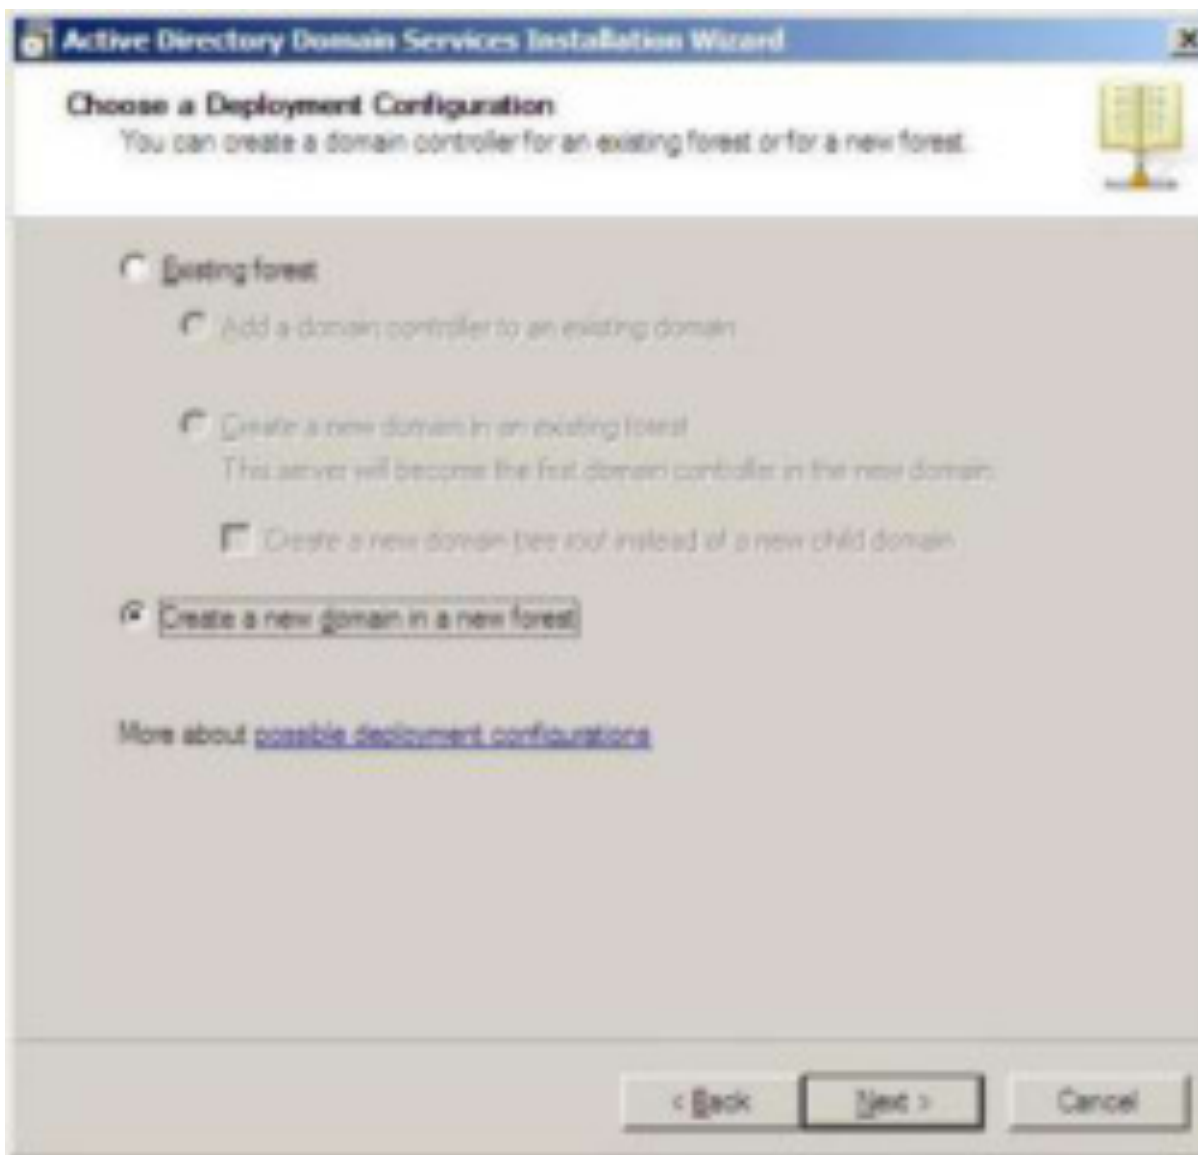 Active Directory Domain Services Installation Wizard
Choose a Deployment Configuration
You can create a domain controller for an existing forest or for a new forest.
Existing forest
Add a domain controller to an existing domain
Create a new domain in an existing forest
This server will become the first domain controller in the new domain.
Create a new domain tree root instead of a new child domain
Create a new domain in a new forest
More about possible deployment configurations
< Back Next > Cancel